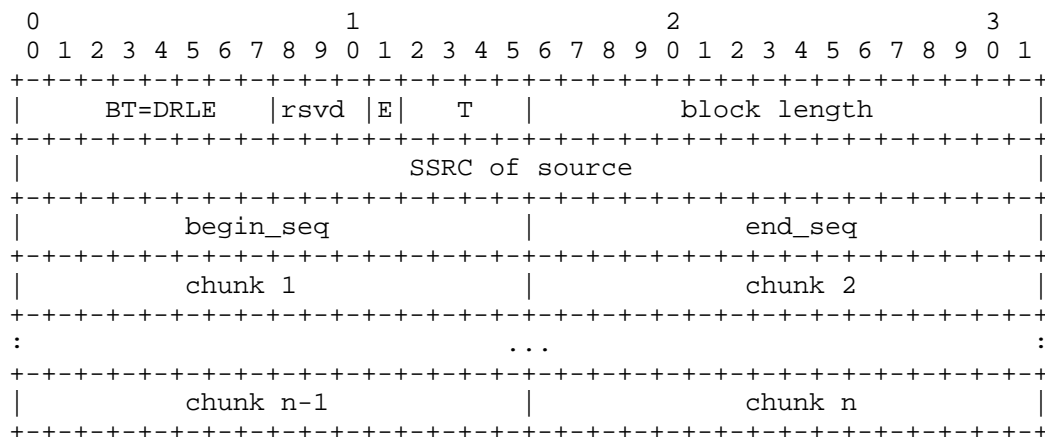 0                   1                   2                   3
 0 1 2 3 4 5 6 7 8 9 0 1 2 3 4 5 6 7 8 9 0 1 2 3 4 5 6 7 8 9 0 1
+-+-+-+-+-+-+-+-+-+-+-+-+-+-+-+-+-+-+-+-+-+-+-+-+-+-+-+-+-+-+-+-+
|     BT=DRLE   |rsvd |E|   T   |         block length          |
+-+-+-+-+-+-+-+-+-+-+-+-+-+-+-+-+-+-+-+-+-+-+-+-+-+-+-+-+-+-+-+-+
|                        SSRC of source                         |
+-+-+-+-+-+-+-+-+-+-+-+-+-+-+-+-+-+-+-+-+-+-+-+-+-+-+-+-+-+-+-+-+
|          begin_seq            |             end_seq           |
+-+-+-+-+-+-+-+-+-+-+-+-+-+-+-+-+-+-+-+-+-+-+-+-+-+-+-+-+-+-+-+-+
|          chunk 1              |             chunk 2           |
+-+-+-+-+-+-+-+-+-+-+-+-+-+-+-+-+-+-+-+-+-+-+-+-+-+-+-+-+-+-+-+-+
:                              ...                              :
+-+-+-+-+-+-+-+-+-+-+-+-+-+-+-+-+-+-+-+-+-+-+-+-+-+-+-+-+-+-+-+-+
|          chunk n-1            |             chunk n           |
+-+-+-+-+-+-+-+-+-+-+-+-+-+-+-+-+-+-+-+-+-+-+-+-+-+-+-+-+-+-+-+-+